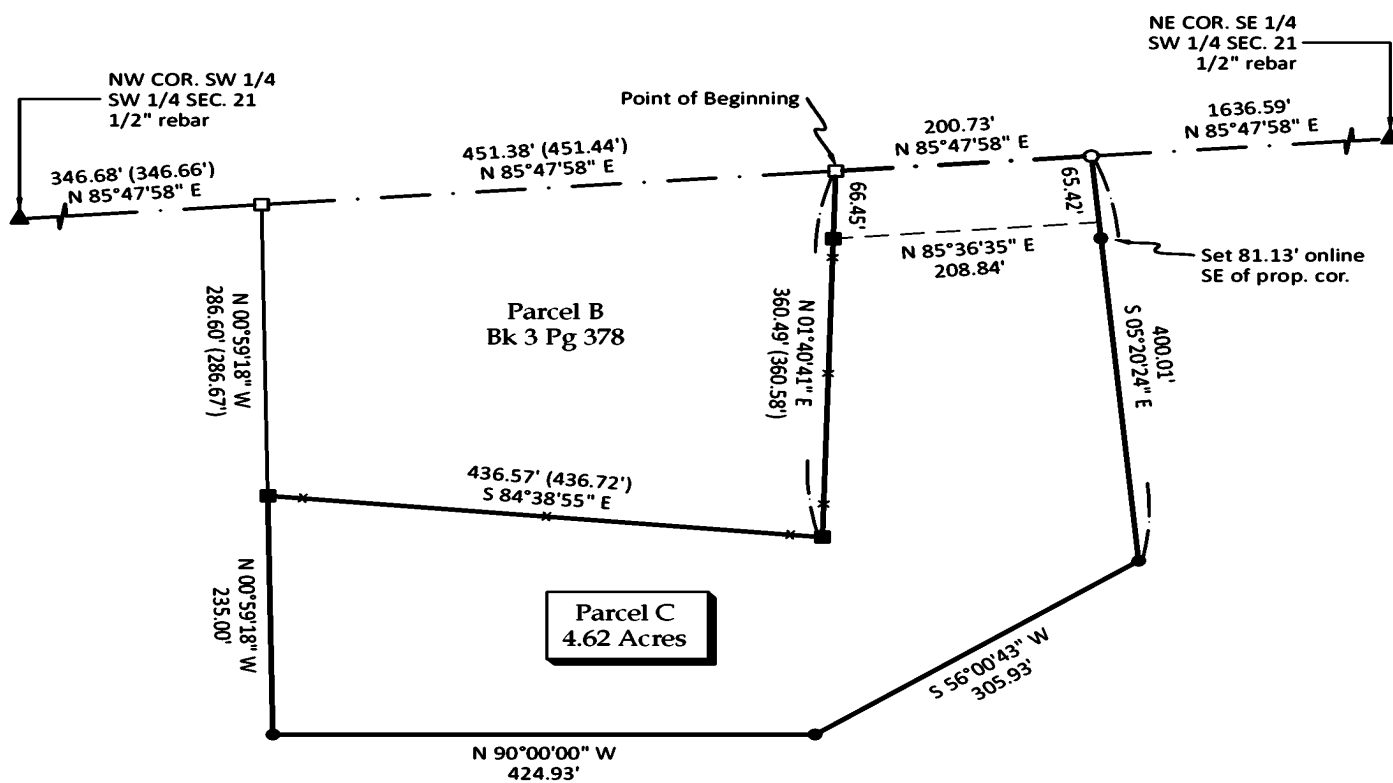 NW COR. SW 1/4
SW 1/4 SEC. 21
1/2" rebar
NE COR. SE 1/4
SW 1/4 SEC. 21
1/2" rebar
Point of Beginning
346.68' (346.66')
N 85°47'58" E
451.38' (451.44')
N 85°47'58" E
200.73'
N 85°47'58" E
1636.59'
N 85°47'58" E
66.45'
65.42'
N 85°36'35" E
208.84'
Set 81.13' online
SE of prop. cor.
Parcel B
Bk 3 Pg 378
N 00°59'18" W
286.60' (286.67')
N 01°40'41" E
360.49' (360.58')
400.01'
S 05°20'24" E
436.57' (436.72')
S 84°38'55" E
N 00°59'18" W
235.00'
Parcel C
4.62 Acres
S 56°00'43" W
305.93'
N 90°00'00" W
424.93'